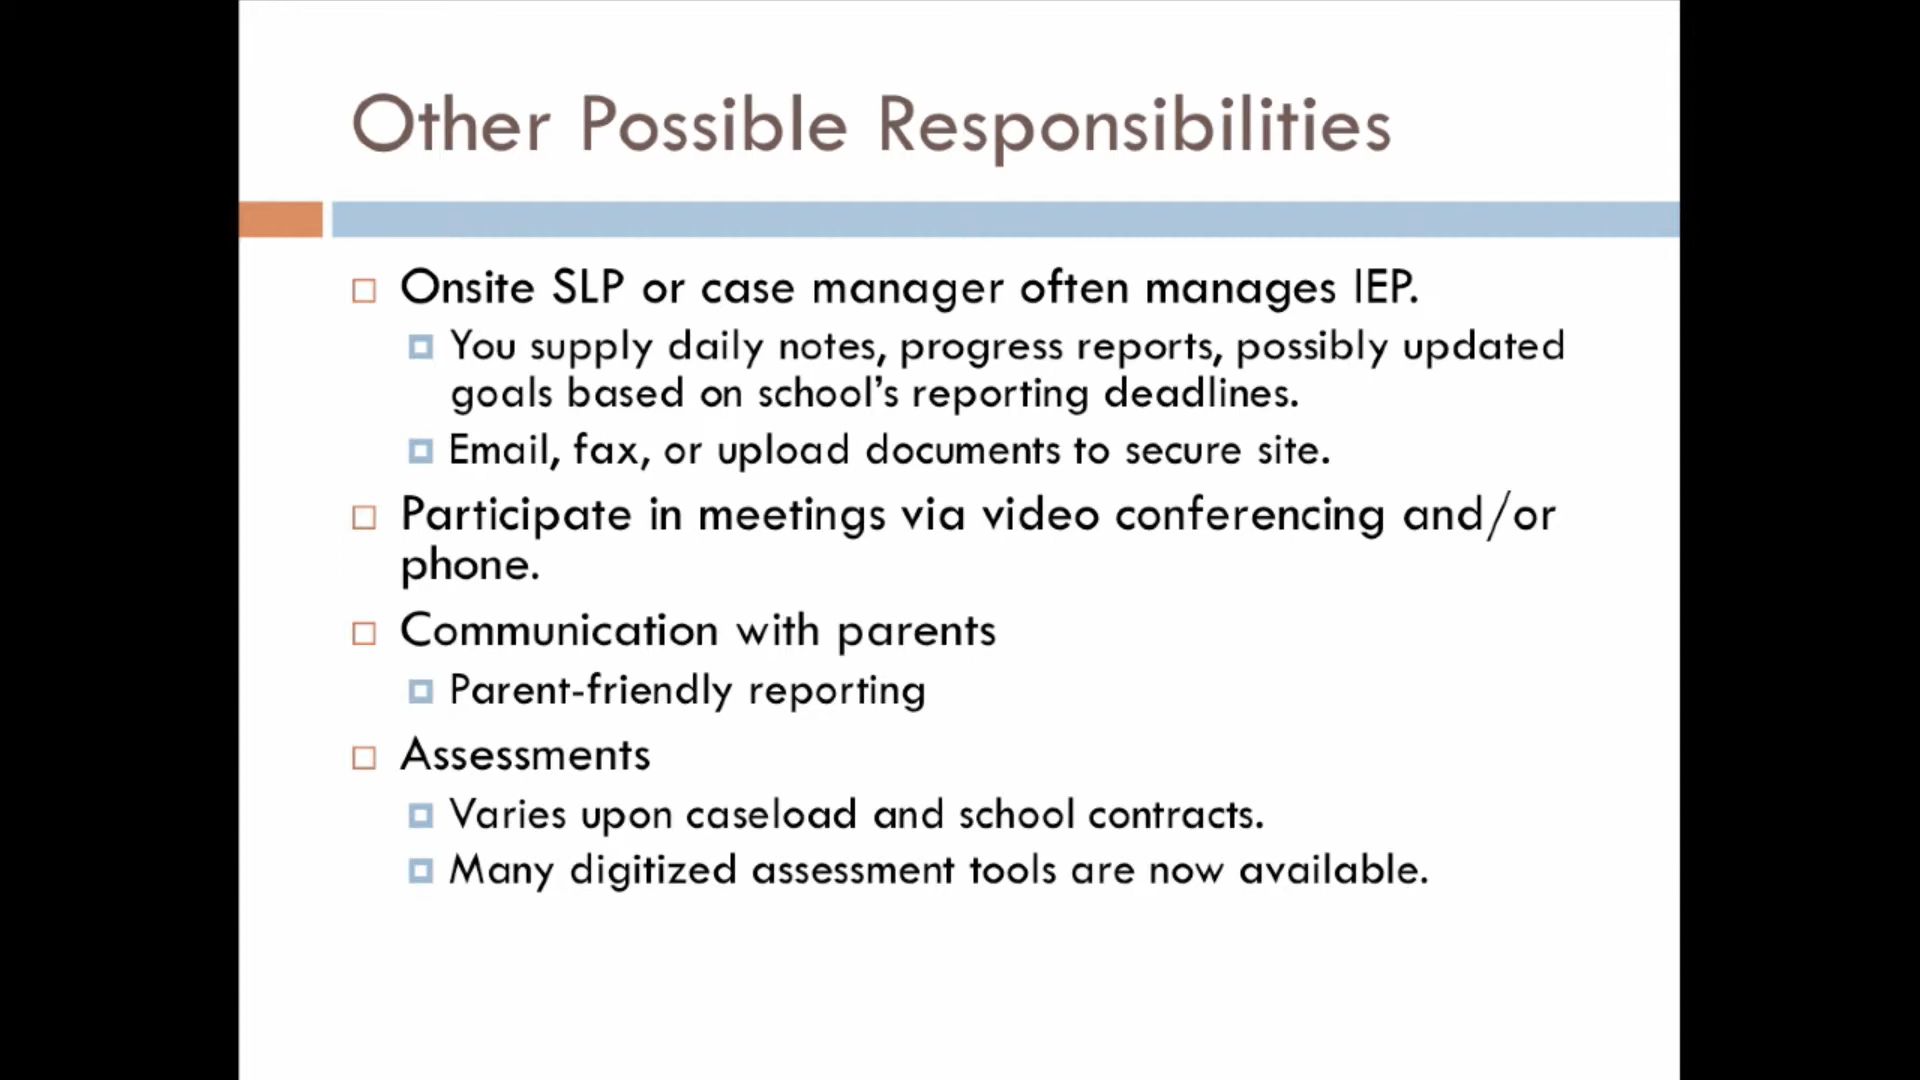 Other Possible Responsibilities
Onsite SLP or case manager often manages IEP.
You supply daily notes, progress reports, possibly updated
goals based on school’s reporting deadlines.
Email, fax, or upload documents to secure site.
Participate in meetings via video conferencing and/or
phone.
Communication with parents
Parent-friendly reporting
Assessments
Varies upon caseload and school contracts.
Many digitized assessment tools are now available.